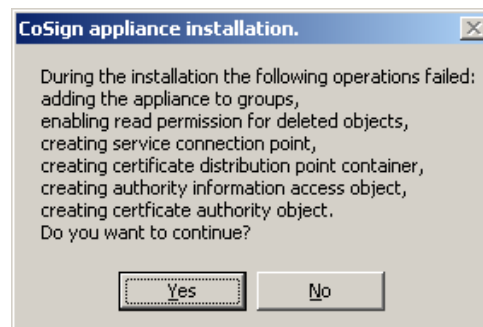 CoSign appliance installation.
During the installation the following operations failed:
adding the appliance to groups,
enabling read permission for deleted objects,
creating service connection point,
creating certificate distribution point container,
creating authority information access object,
creating certficate authority object.
Do you want to continue?
Yes
No